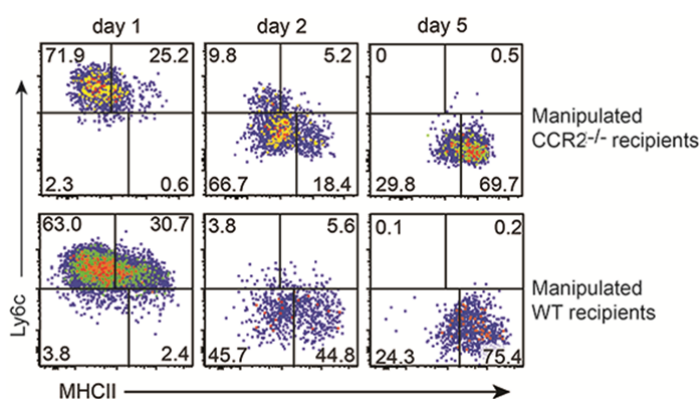 day 1 day 2 day 5
71.9 25.2 9.8 5.2 0 0.5
Manipulated
CCR2-/- recipients
2.3 0.6 66.7 18.4 29.8 69.7
63.0 30.7 3.8 5.6 0.1 0.2
Manipulated
WT recipients
3.8 2.4 45.7 44.8 24.3 75.4
Ly6c
MHCII